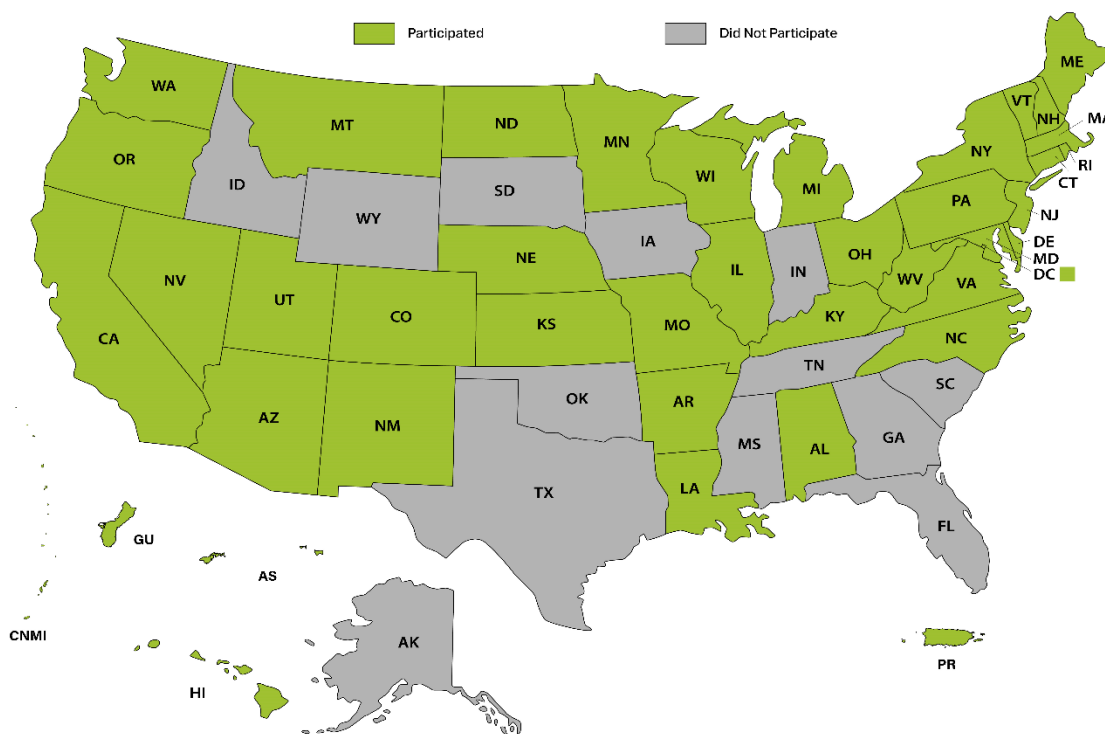 Participated
Did Not Participate
ME
WA
VT
MT
ND
NH
MA
MN
OR
NY
RI
WI
MI
CT
ID
SD
PA
WY
NJ
IA
OH
DE
NE
MD
IL
IN
DC
NV
WV
VA
UT
CO
KS
MO
KY
CA
NC
TN
SC
OK
AR
AZ
NM
MS
AL
GA
LA
TX
FL
GU
AS
CNMI
AK
PR
HI